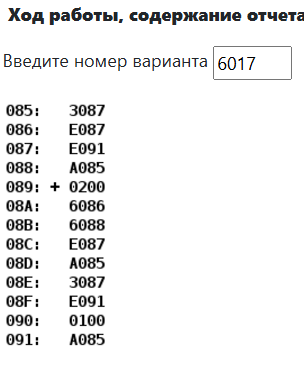 Ход работы, содержание отчета
Введите номер варианта 6017
085: 3087
086: E087
087: E091
088: A085
089: + 0200
08A: 6086
08B: 6088
08C: E087
08D: A085
08E: 3087
08F: E091
090: 0100
091: A085